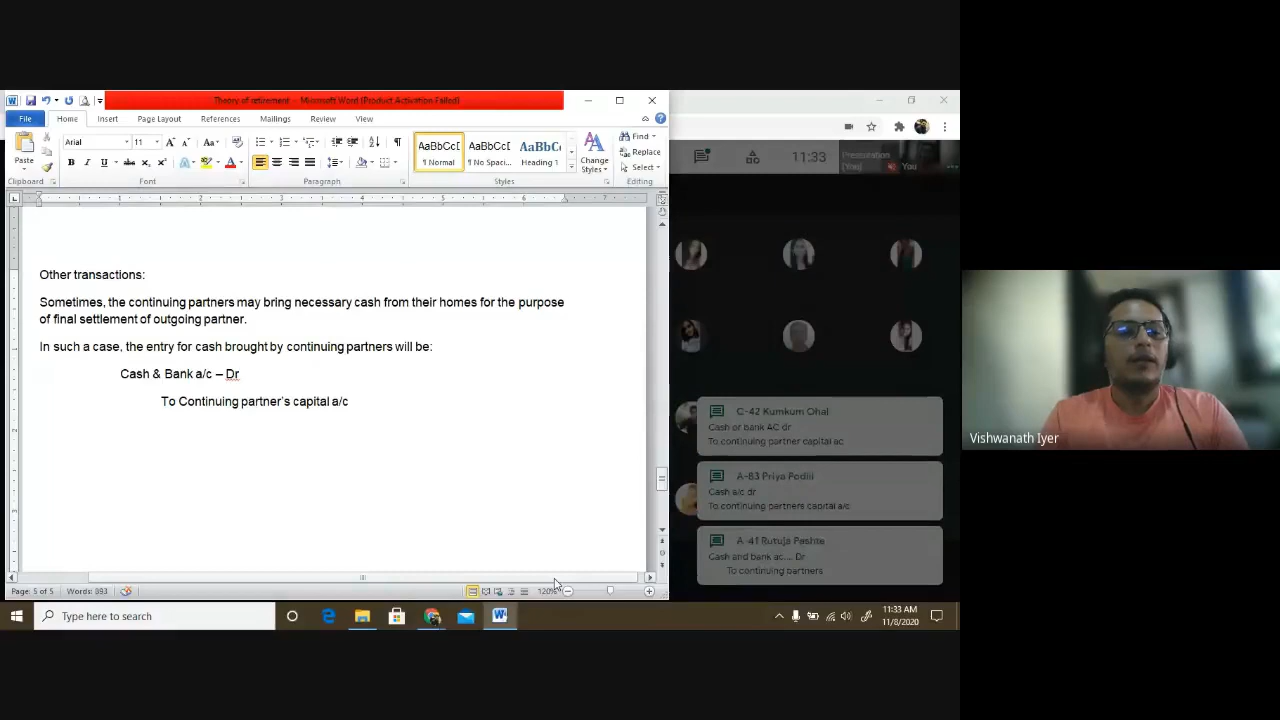 Theory of retirement - Microsoft Word (Product Activation Failed)
File Home Insert Page Layout References Mailings Review View
Paste
Arial 11
AaBbCcD AaBbCcD AaBbC
¶ Normal ¶ No Spaci... Heading 1
Change Styles
Find
Replace
Select
Clipboard Font Paragraph Styles Editing
Other transactions:
Sometimes, the continuing partners may bring necessary cash from their homes for the purpose
of final settlement of outgoing partner.
In such a case, the entry for cash brought by continuing partners will be:
Cash & Bank a/c – Dr
To Continuing partner's capital a/c
Page: 5 of 5 Words: 893 120%
Type here to search
11:33 AM
11/8/2020
11:33
Presentation
(You)
You
C-42 Kumkum Ohal
Cash or bank AC dr
To continuing partner capital ac
A-83 Priya
Cash a/c dr
To continuing partners capital a/c
A-41 Rutuja Pashte
Cash and bank ac.... Dr
To continuing partners
Vishwanath Iyer